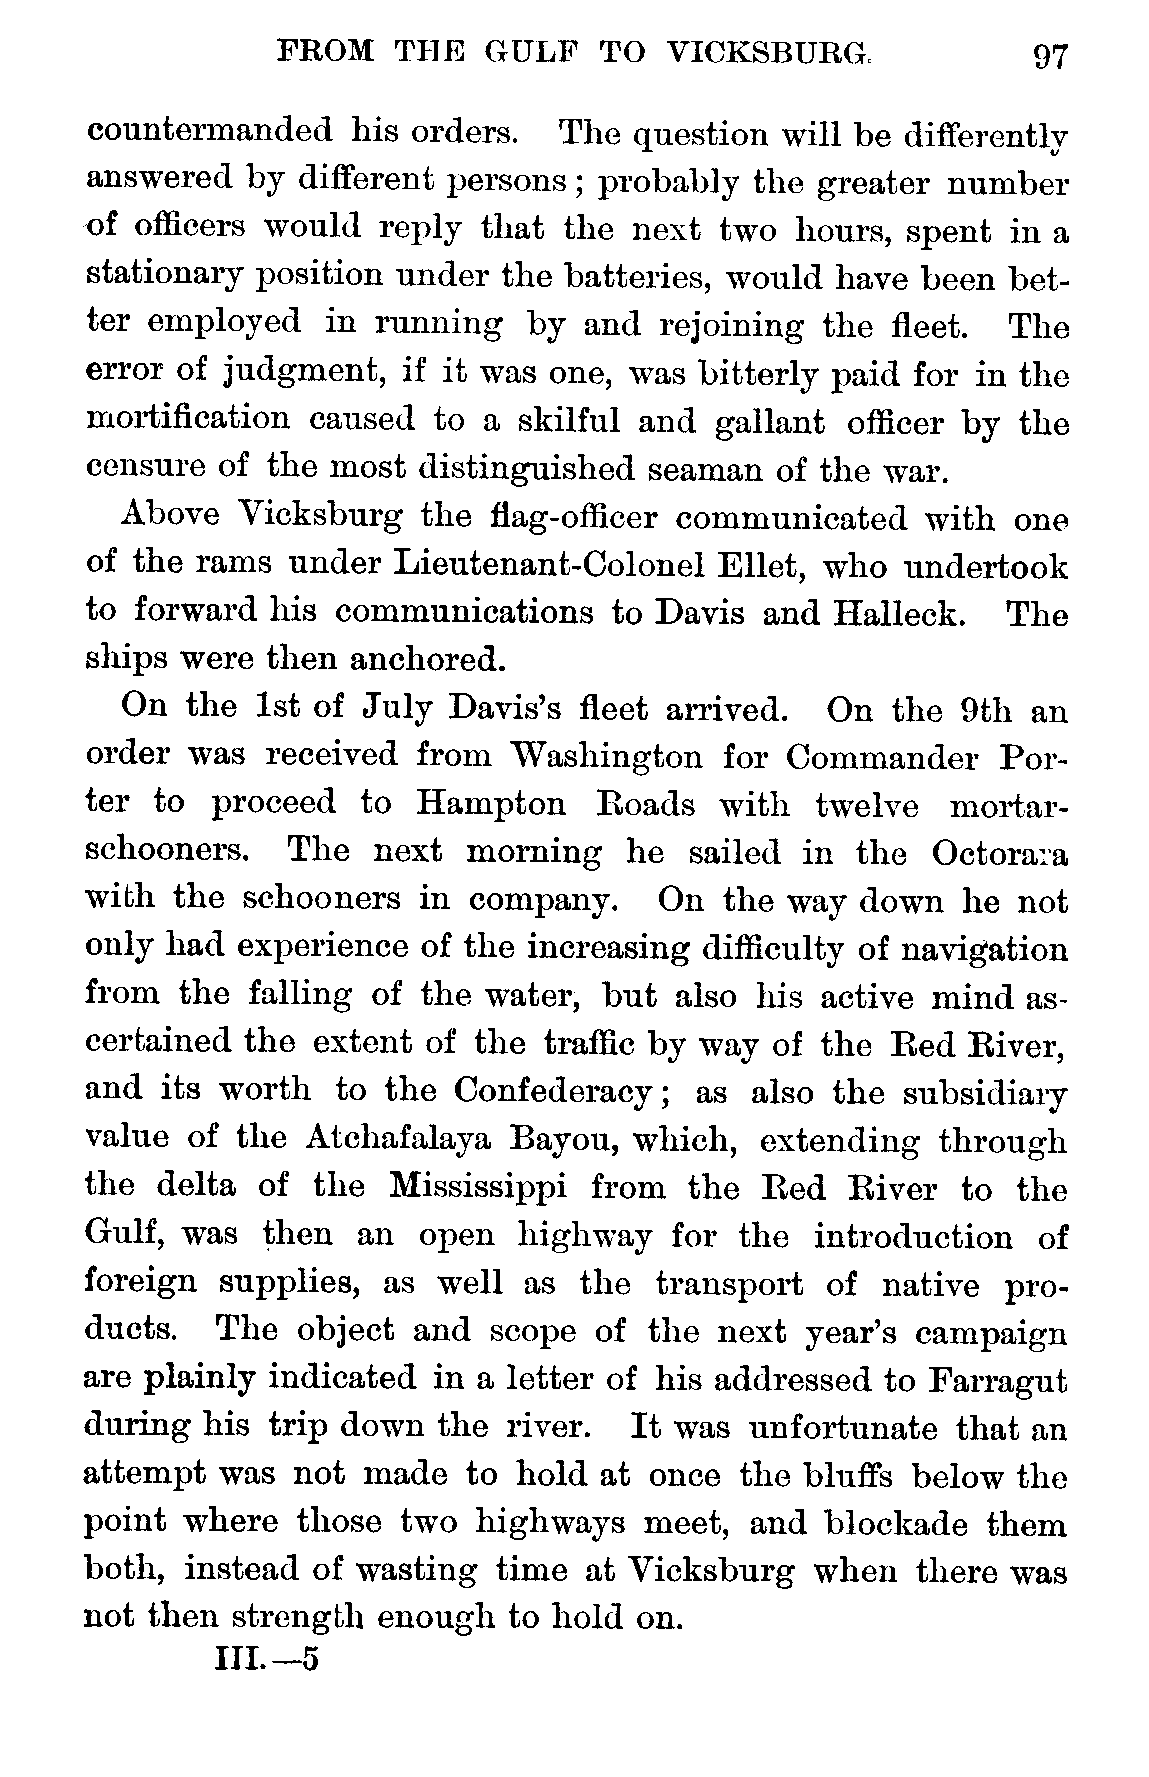 FROM THE GULF TO VICKSBURG. 97
countermanded his orders. The question will be differently
answered by different persons; probably the greater number
of officers would reply that the next two hours, spent in a
stationary position under the batteries, would have been bet-
ter employed in running by and rejoining the fleet. The
error of judgment, if it was one, was bitterly paid for in the
mortification caused to a skilful and gallant officer by the
censure of the most distinguished seaman of the war.
Above Vicksburg the flag-officer communicated with one
of the rams under Lieutenant-Colonel Ellet, who undertook
to forward his communications to Davis and Halleck. The
ships were then anchored.
On the 1st of July Davis's fleet arrived. On the 9th an
order was received from Washington for Commander Por-
ter to proceed to Hampton Roads with twelve mortar-
schooners. The next morning he sailed in the Octorara
with the schooners in company. On the way down he not
only had experience of the increasing difficulty of navigation
from the falling of the water, but also his active mind as-
certained the extent of the traffic by way of the Red River,
and its worth to the Confederacy; as also the subsidiary
value of the Atchafalaya Bayou, which, extending through
the delta of the Mississippi from the Red River to the
Gulf, was then an open highway for the introduction of
foreign supplies, as well as the transport of native pro-
ducts. The object and scope of the next year's campaign
are plainly indicated in a letter of his addressed to Farragut
during his trip down the river. It was unfortunate that an
attempt was not made to hold at once the bluffs below the
point where those two highways meet, and blockade them
both, instead of wasting time at Vicksburg when there was
not then strength enough to hold on.
III.—5